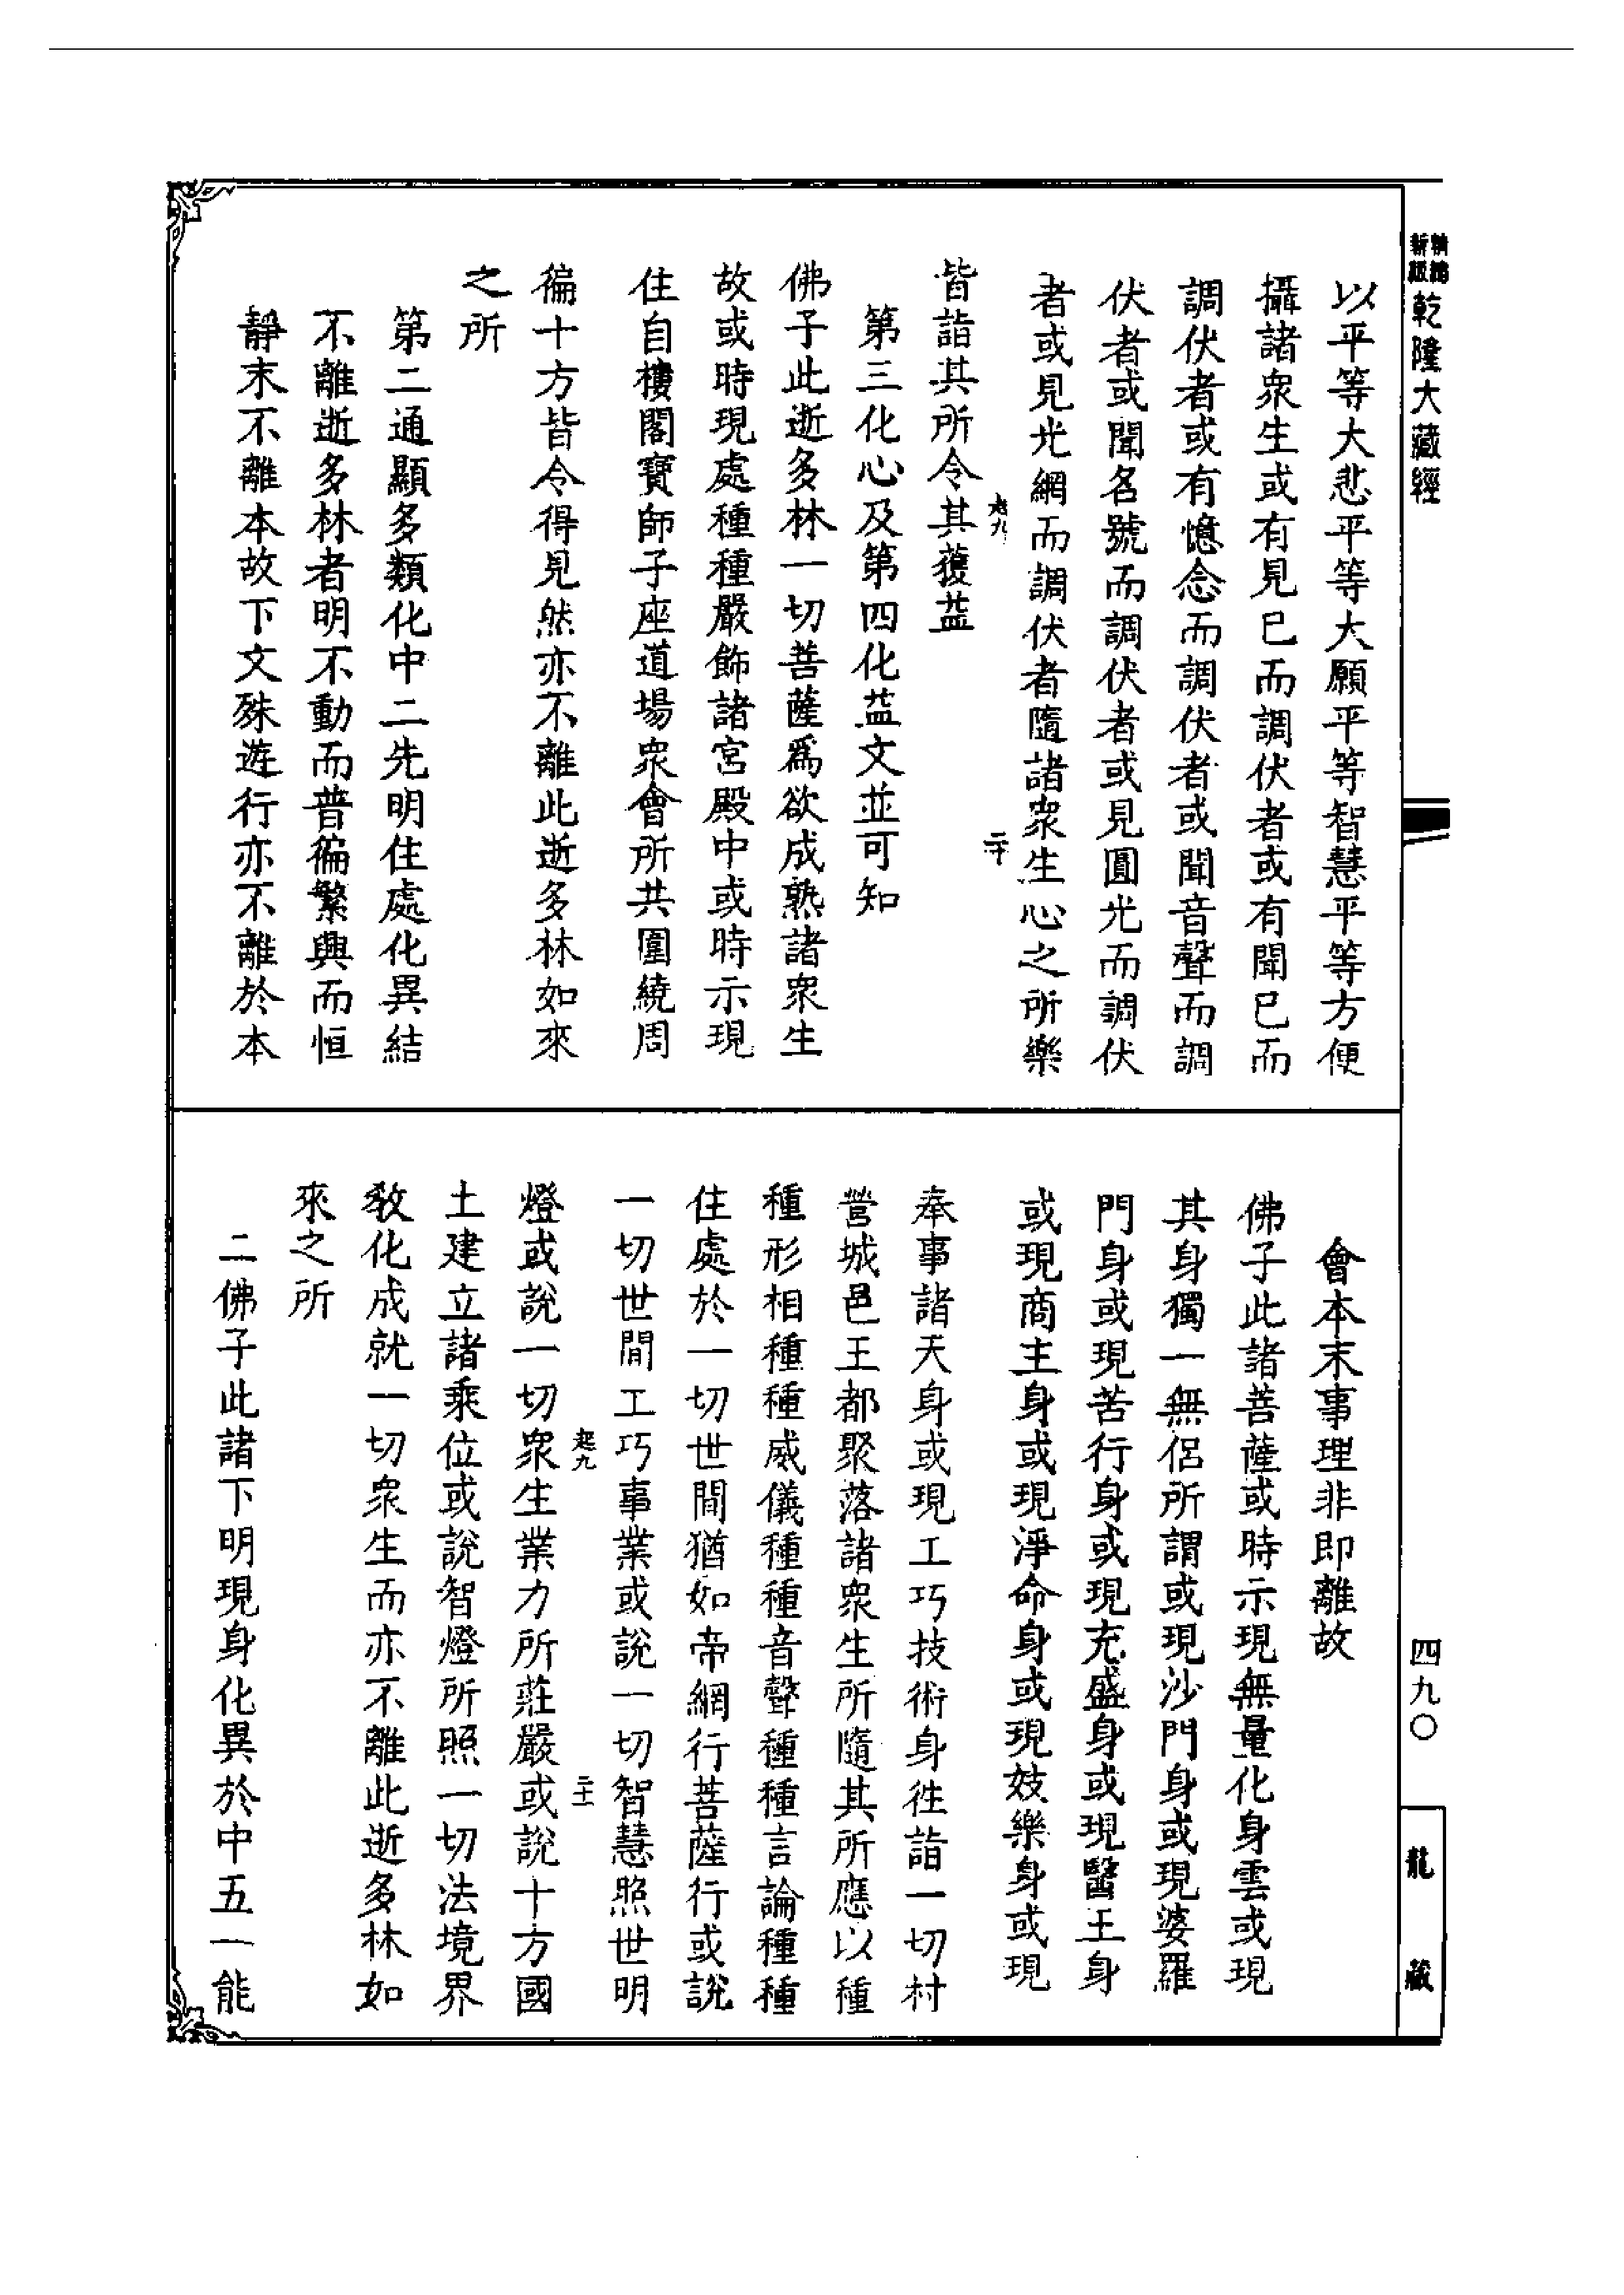 新編
縮版
乾隆大藏經
四九〇
龍藏
以平等大悲平等大願平等智慧平等方便
攝諸衆生或有見已而調伏者或有聞已而
調伏者或有憶念而調伏者或聞音聲而調
伏者或聞名號而調伏者或見圓光而調伏
者或見光網而調伏者隨諸衆生心之所樂
起九
二十
皆詣其所令其獲益
第三化心及第四化益文並可知
佛子此逝多林一切菩薩爲欲成熟諸衆生
故或時現處種種嚴飾諸宮殿中或時示現
住自樓閣寶師子座道場衆會所共圍繞周
徧十方皆令得見然亦不離此逝多林如來
之所
第二通顯多類化中二先明住處化異結
不離逝多林者明不動而普徧繁興而恒
靜末不離本故下文殊遊行亦不離於本
會本末事理非即離故
佛子此諸菩薩或時示現無量化身雲或現
其身獨一無侶所謂或現沙門身或現婆羅
門身或現苦行身或現充盛身或現醫王身
或現商主身或現淨命身或現妓樂身或現
奉事諸天身或現工巧技術身往詣一切村
營城邑王都聚落諸衆生所隨其所應以種
種形相種種威儀種種音聲種種言論種種
住處於一切世間猶如帝網行菩薩行或說
一切世間工巧事業或說一切智慧照世明
起九
二十一
燈或說一切衆生業力所莊嚴或說十方國
土建立諸乘位或說智燈所照一切法境界
敎化成就一切衆生而亦不離此逝多林如
來之所
二佛子此諸下明現身化異於中五一能